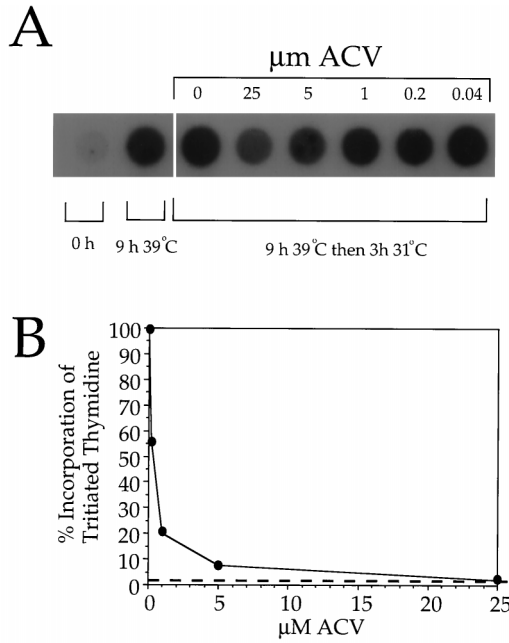 A
μm ACV
0 25 5 1 0.2 0.04
0 h 9 h 39°C 9 h 39°C then 3h 31°C
B
% Incorporation of
Tritiated Thymidine
100
90
80
70
60
50
40
30
20
10
0
0 5 10 15 20 25
μM ACV